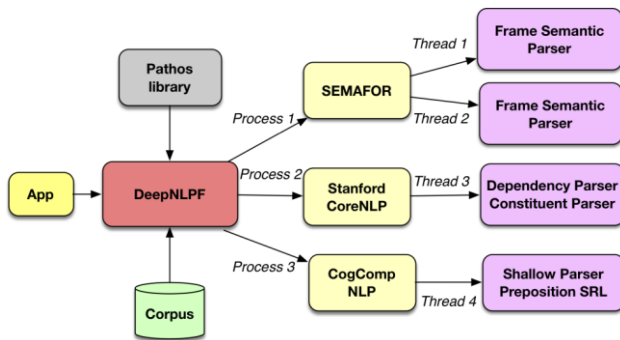 Thread 1
Frame Semantic
Parser
Pathos
library
SEMAFOR
Process 1
Thread 2
Frame Semantic
Parser
Process 2
App
DeepNLPF
Stanford
CoreNLP
Thread 3
Dependency Parser
Constituent Parser
Process 3
CogComp
NLP
Thread 4
Shallow Parser
Preposition SRL
Corpus